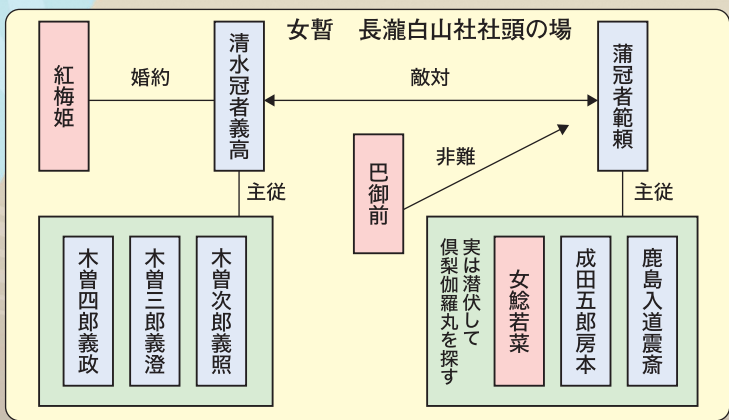 女暫　長瀧白山社社頭の場
紅梅姫
婚約
清水冠者義高
敵対
蒲冠者範頼
巴御前
非難
主従
主従
木曽四郎義政
木曽三郎義澄
木曽次郎義照
実は潜伏して
倶梨伽羅丸を探す
女鯰若菜
成田五郎房本
鹿島入道震斎